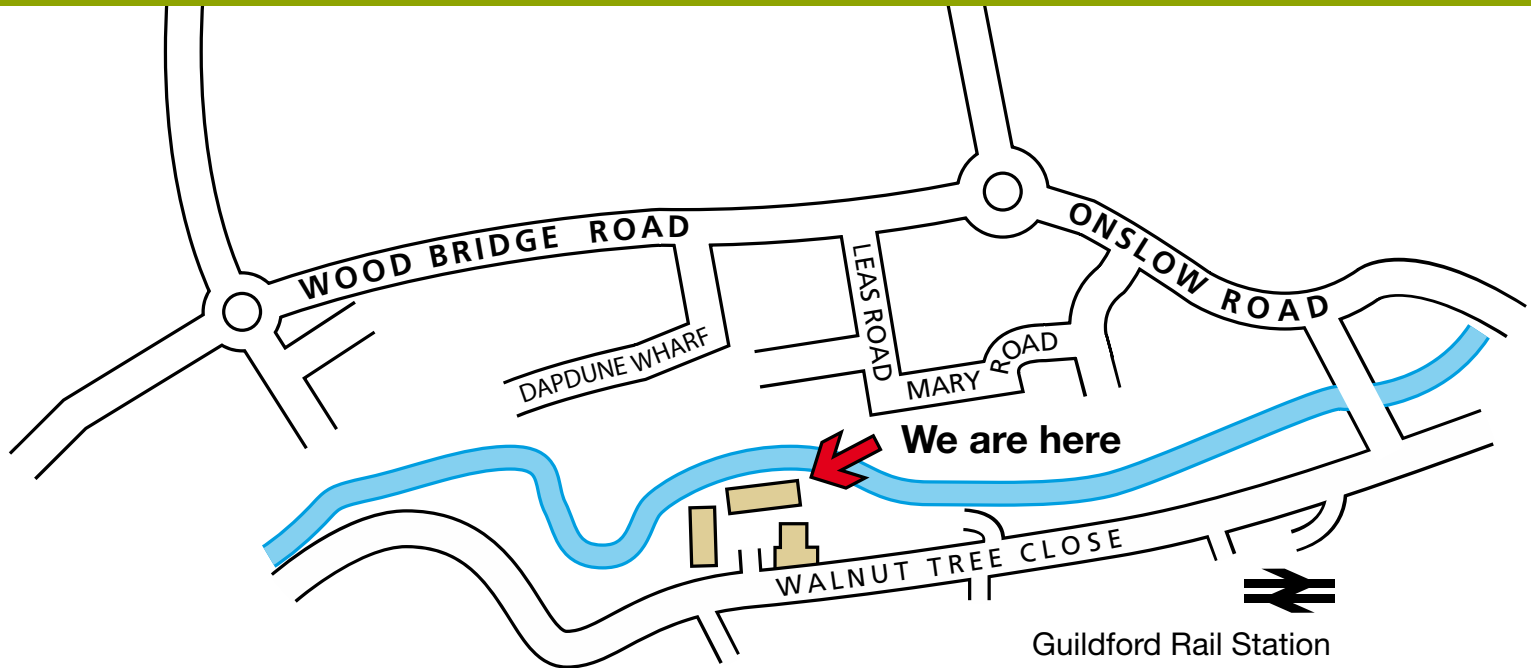 WOOD BRIDGE ROAD
ONSLOW ROAD
LEAS ROAD
DAPDUNE WHARF
MARY ROAD
We are here
WALNUT TREE CLOSE
Guildford Rail Station